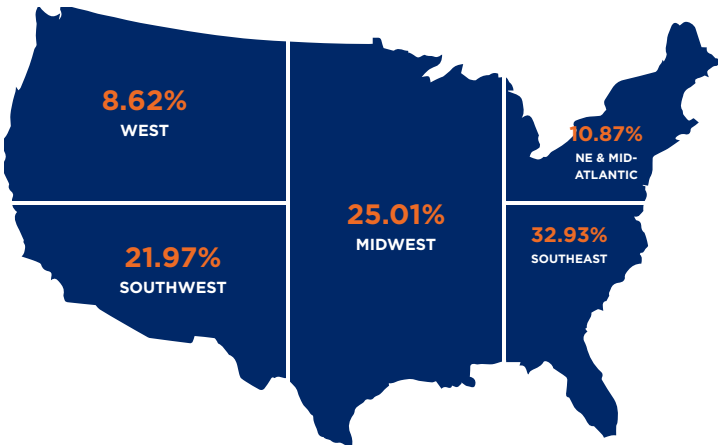 8.62%
WEST
10.87%
NE & MID-
ATLANTIC
25.01%
MIDWEST
21.97%
SOUTHWEST
32.93%
SOUTHEAST